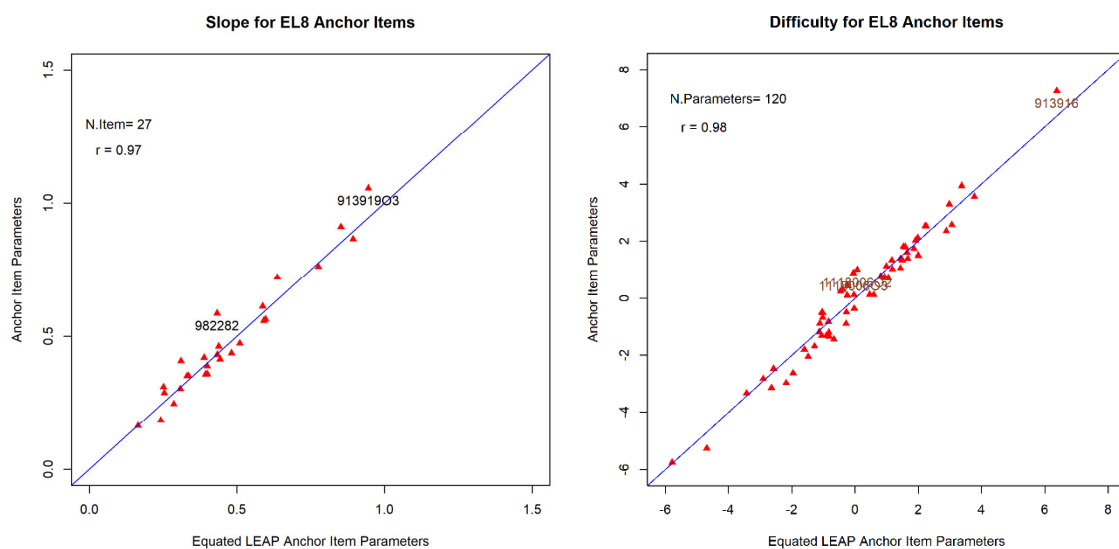 Slope for EL8 Anchor Items
N.Item= 27
r = 0.97
913919O3
982282
Anchor Item Parameters
0.0
0.5
1.0
1.5
0.0
0.5
1.0
1.5
Equated LEAP Anchor Item Parameters
Difficulty for EL8 Anchor Items
N.Parameters= 120
r = 0.98
913916
Anchor Item Parameters
-6
-4
-2
0
2
4
6
8
-6
-4
-2
0
2
4
6
8
Equated LEAP Anchor Item Parameters